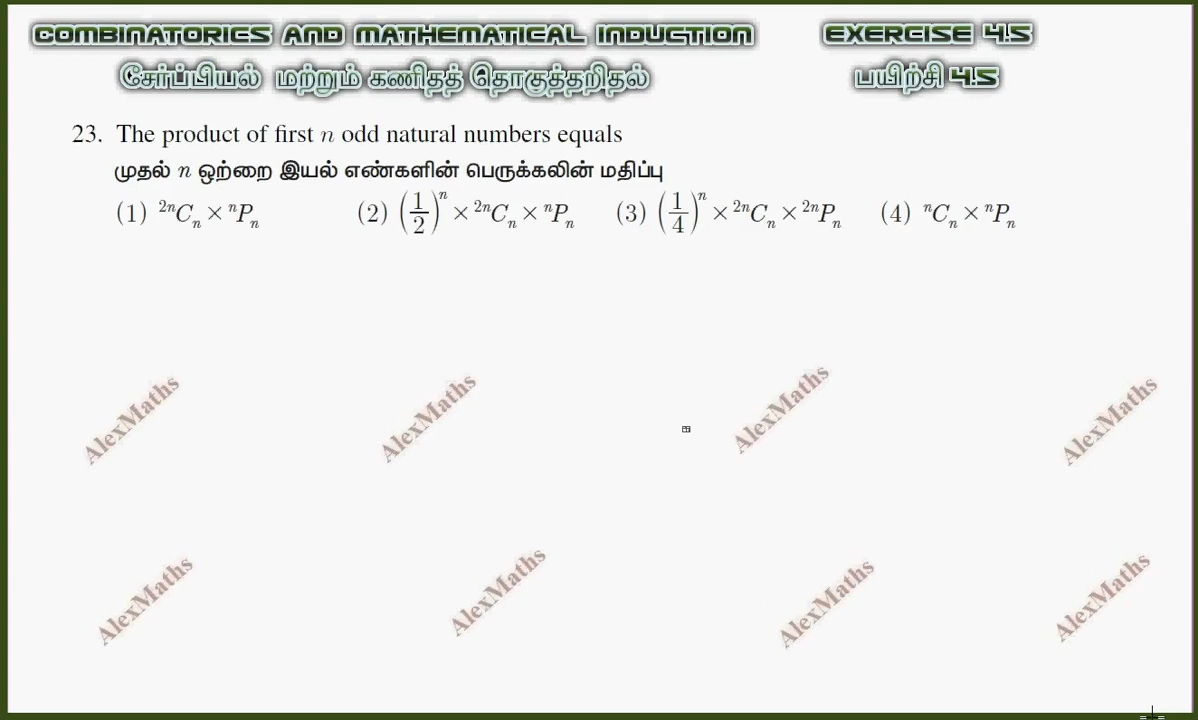 COMBINATORICS AND MATHEMATICAL INDUCTION EXERCISE 4.5
சேர்ப்பியல் மற்றும் கணிதத் தொகுத்தறிதல் பயிற்சி 4.5
23. The product of first n odd natural numbers equals
முதல் n ஒற்றை இயல் எண்களின் பெருக்கலின் மதிப்பு
(1) ²ⁿCₙ × ⁿPₙ (2) (1/2)ⁿ × ²ⁿCₙ × ⁿPₙ (3) (1/4)ⁿ × ²ⁿCₙ × ²ⁿPₙ (4) ⁿCₙ × ⁿPₙ
AlexMaths AlexMaths AlexMaths AlexMaths
AlexMaths AlexMaths AlexMaths AlexMaths